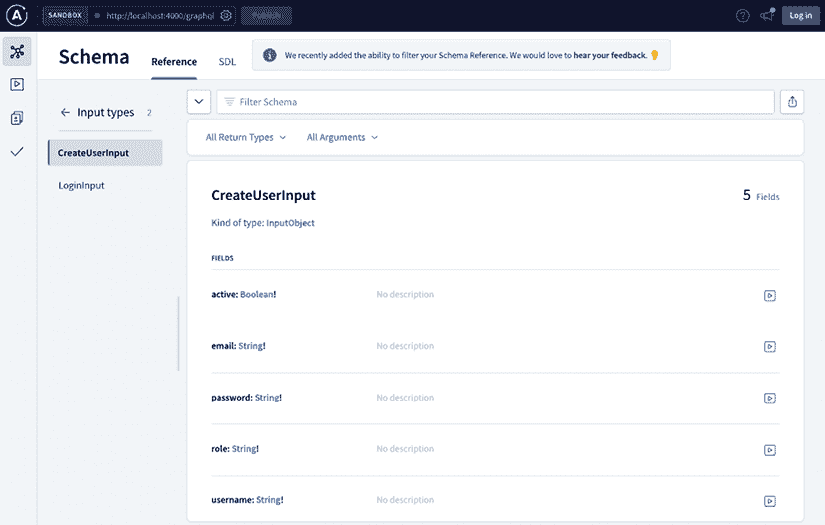 SANDBOX http://localhost:4000/graphql PUBLISH Log in
Schema Reference SDL
We recently added the ability to filter your Schema Reference. We would love to hear your feedback.
Input types 2
Filter Schema
All Return Types All Arguments
CreateUserInput
LoginInput
CreateUserInput 5 Fields
Kind of type: InputObject
FIELDS
active: Boolean! No description
email: String! No description
password: String! No description
role: String! No description
username: String! No description